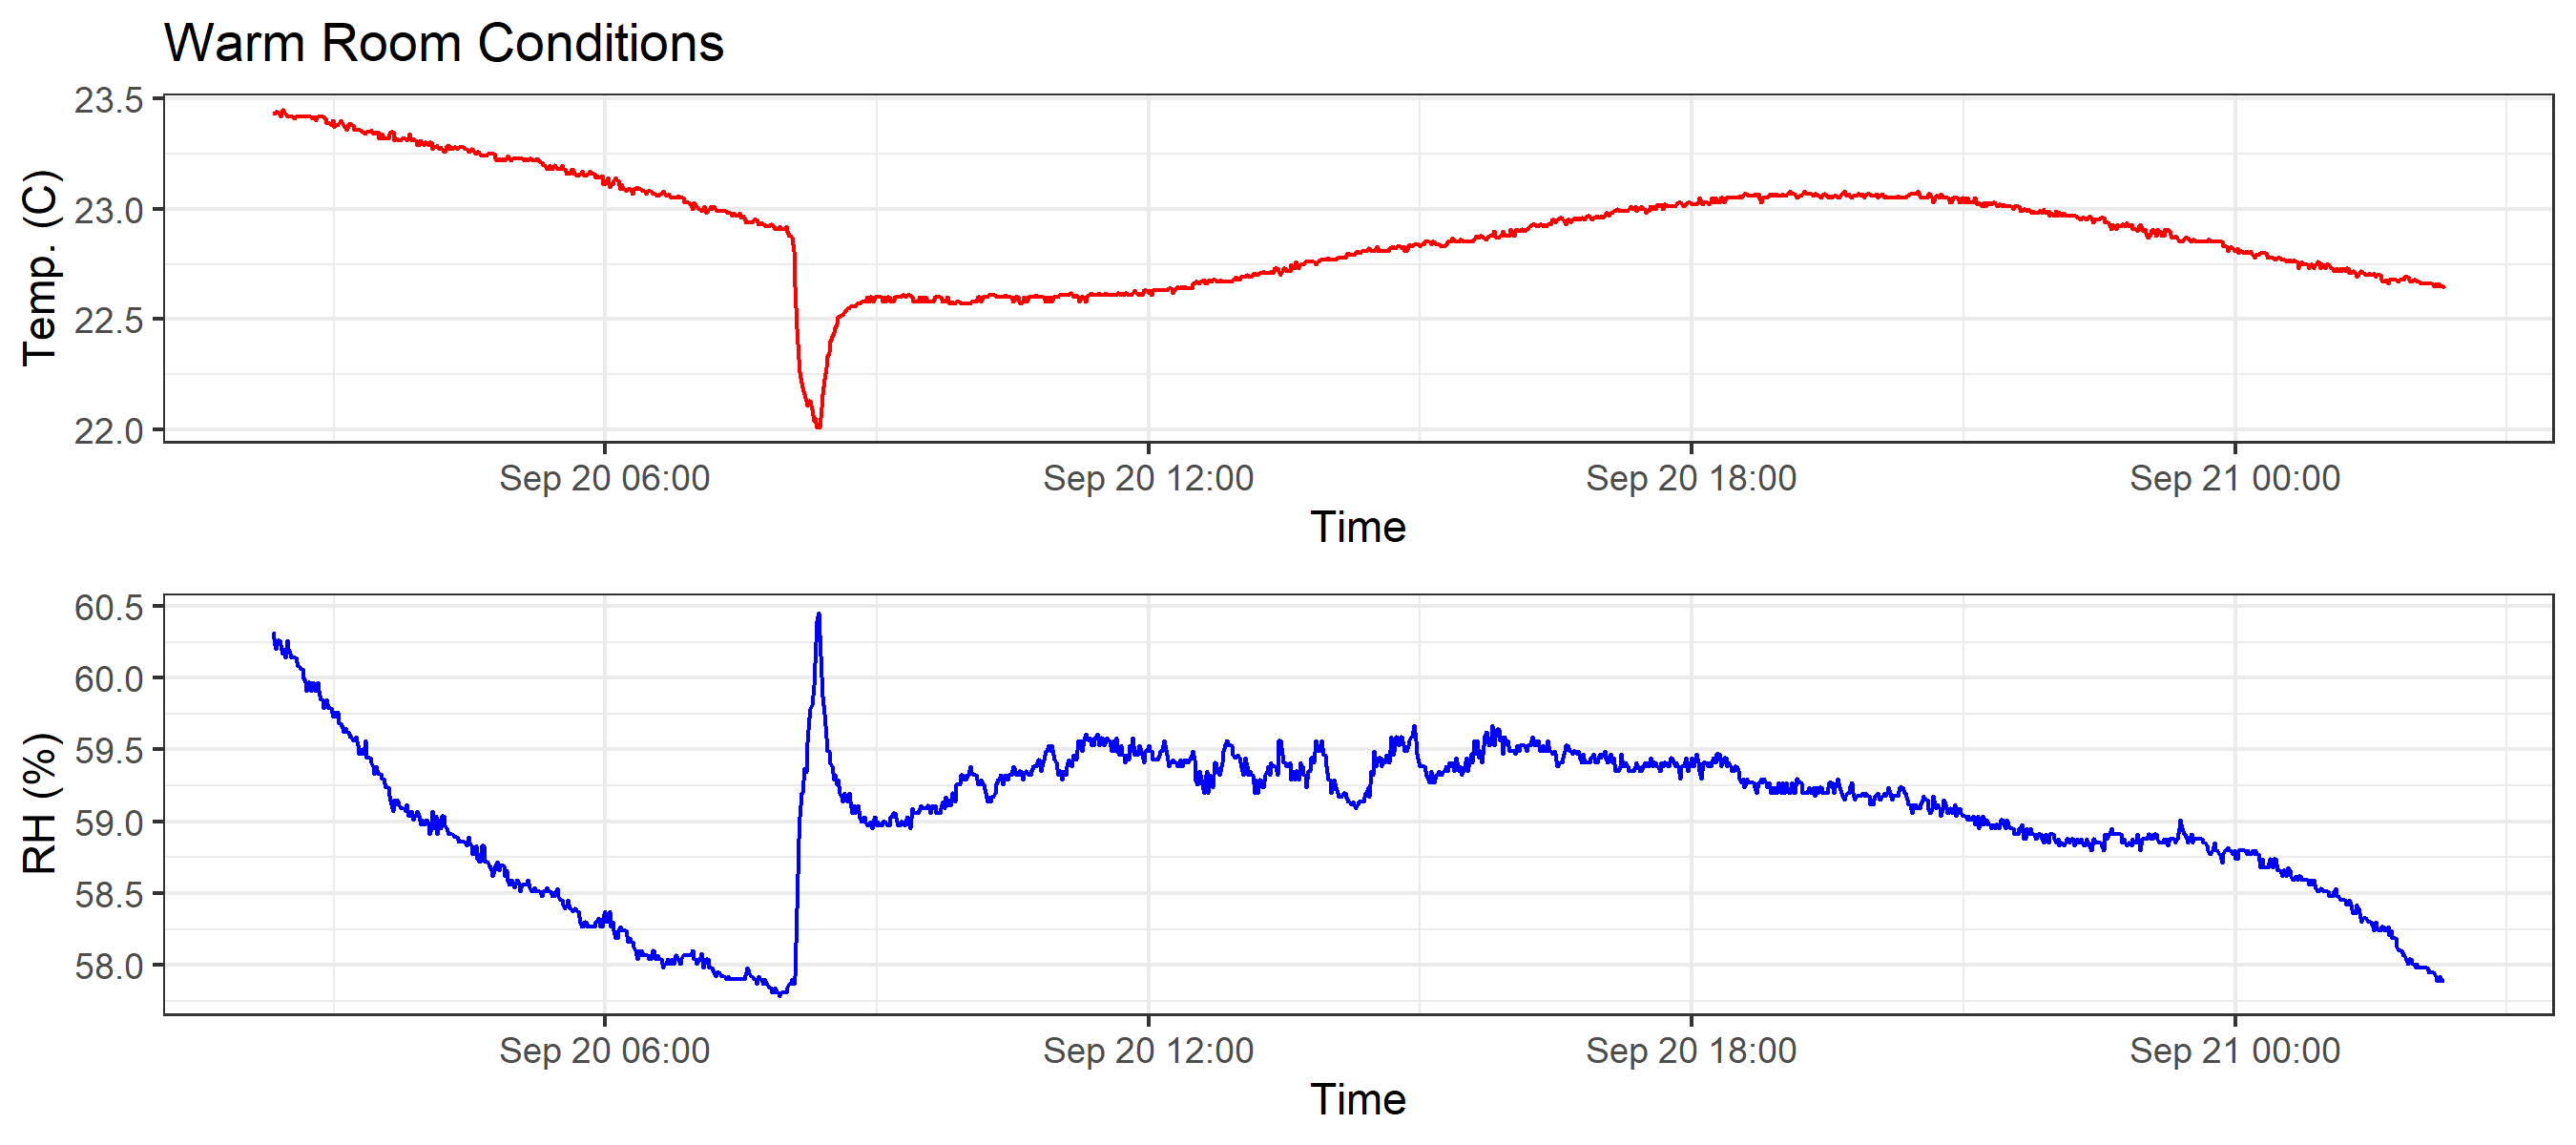 Warm Room Conditions
Temp. (C)
23.5
23.0
22.5
22.0
Sep 20 06:00 Sep 20 12:00 Sep 20 18:00 Sep 21 00:00
Time
RH (%)
60.5
60.0
59.5
59.0
58.5
58.0
Sep 20 06:00 Sep 20 12:00 Sep 20 18:00 Sep 21 00:00
Time